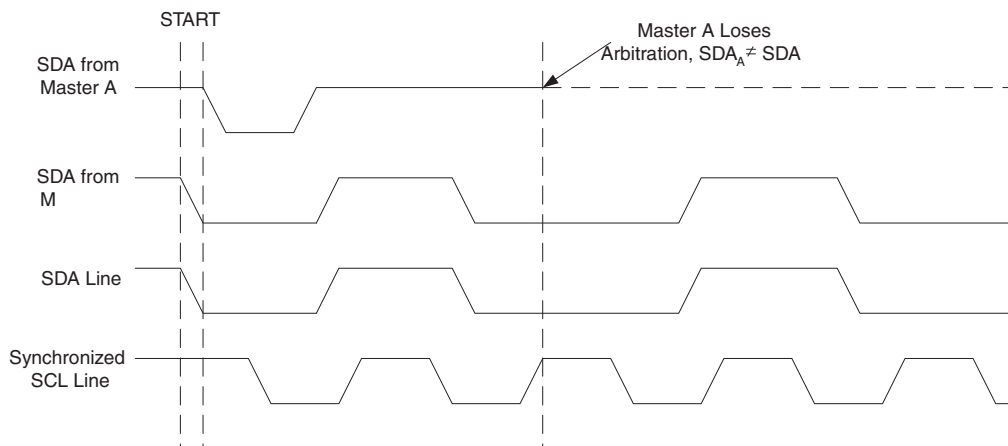 START
Master A Loses
Arbitration, SDA_A ≠ SDA
SDA from
Master A
SDA from
M
SDA Line
Synchronized
SCL Line